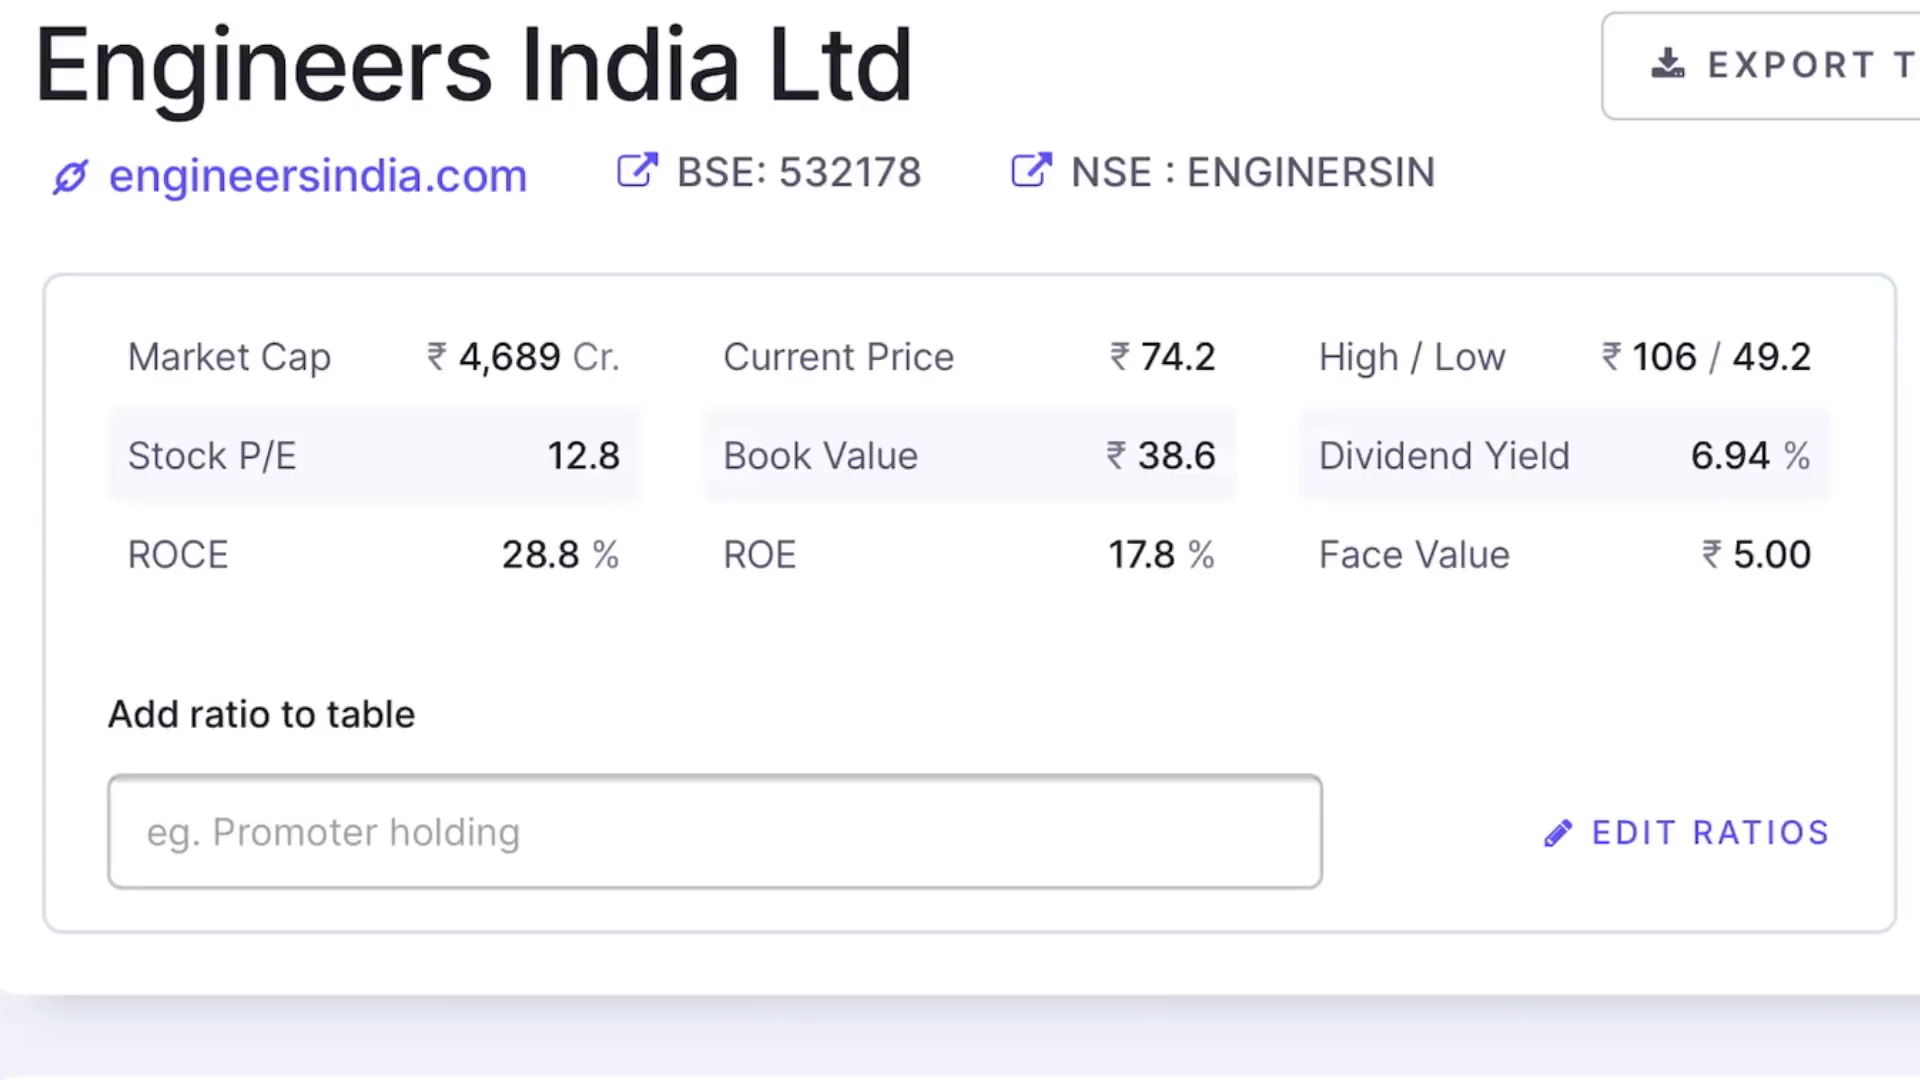 Engineers India Ltd
EXPORT T
engineersindia.com BSE: 532178 NSE : ENGINERSIN
Market Cap ₹ 4,689 Cr. Current Price ₹ 74.2 High / Low ₹ 106 / 49.2
Stock P/E 12.8 Book Value ₹ 38.6 Dividend Yield 6.94 %
ROCE 28.8 % ROE 17.8 % Face Value ₹ 5.00
Add ratio to table
eg. Promoter holding
EDIT RATIOS